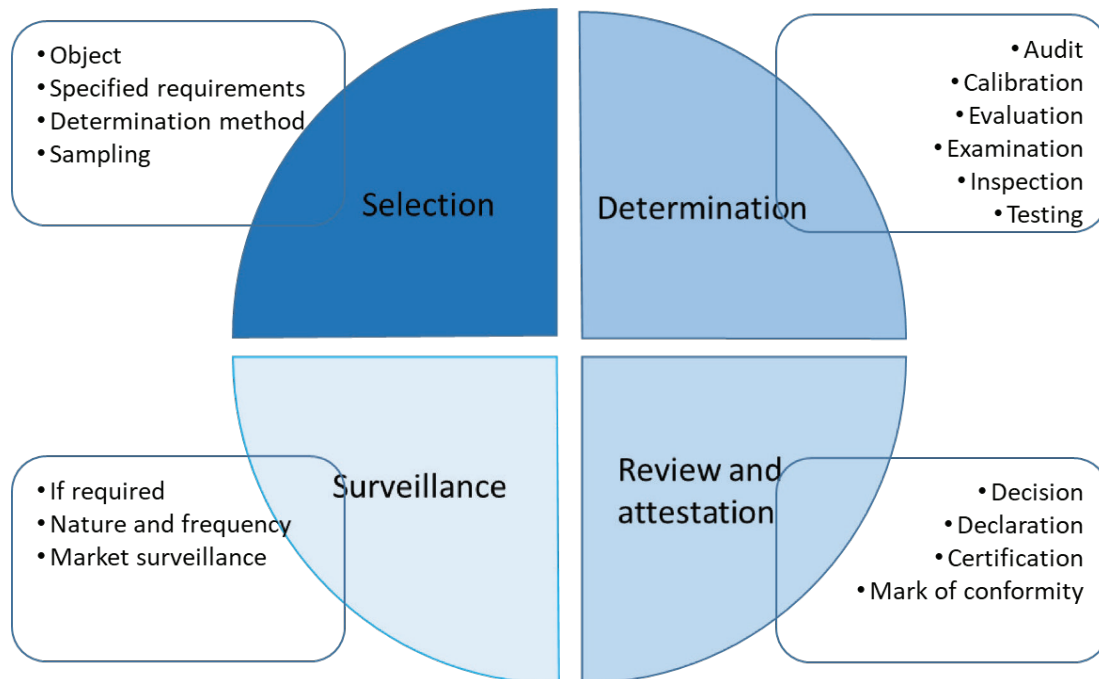 • Object
• Specified requirements
• Determination method
• Sampling
Selection
• Audit
• Calibration
• Evaluation
• Examination
• Inspection
• Testing
Determination
• If required
• Nature and frequency
• Market surveillance
Surveillance
Review and
attestation
• Decision
• Declaration
• Certification
• Mark of conformity